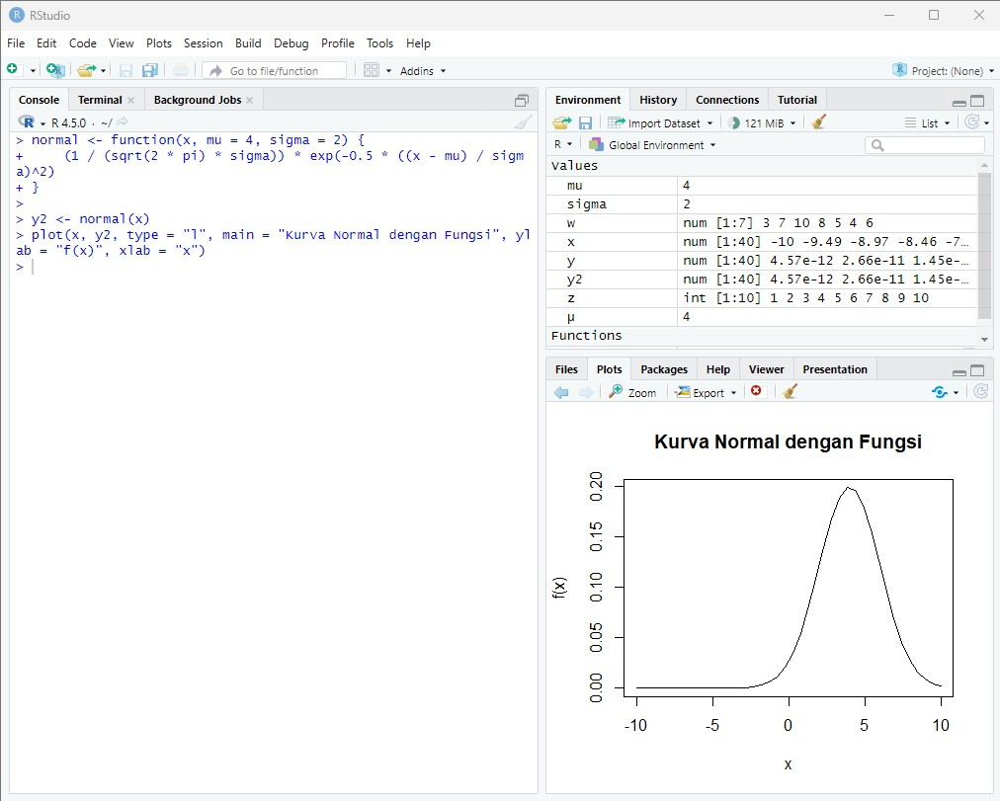 RStudio
File Edit Code View Plots Session Build Debug Profile Tools Help
Go to file/function Addins Project: (None)
Console Terminal Background Jobs
R 4.5.0 · ~/
> normal <- function(x, mu = 4, sigma = 2) {
+     (1 / (sqrt(2 * pi) * sigma)) * exp(-0.5 * ((x - mu) / sigm
a)^2)
+ }
>
> y2 <- normal(x)
> plot(x, y2, type = "l", main = "Kurva Normal dengan Fungsi", yl
ab = "f(x)", xlab = "x")
>
Environment History Connections Tutorial
Import Dataset 121 MiB List
R Global Environment
Values
mu 4
sigma 2
w num [1:7] 3 7 10 8 5 4 6
x num [1:40] -10 -9.49 -8.97 -8.46 -7…
y num [1:40] 4.57e-12 2.66e-11 1.45e-…
y2 num [1:40] 4.57e-12 2.66e-11 1.45e-…
z int [1:10] 1 2 3 4 5 6 7 8 9 10
µ 4
Functions
Files Plots Packages Help Viewer Presentation
Zoom Export
Kurva Normal dengan Fungsi
f(x)
0.20
0.15
0.10
0.05
0.00
-10 -5 0 5 10
x